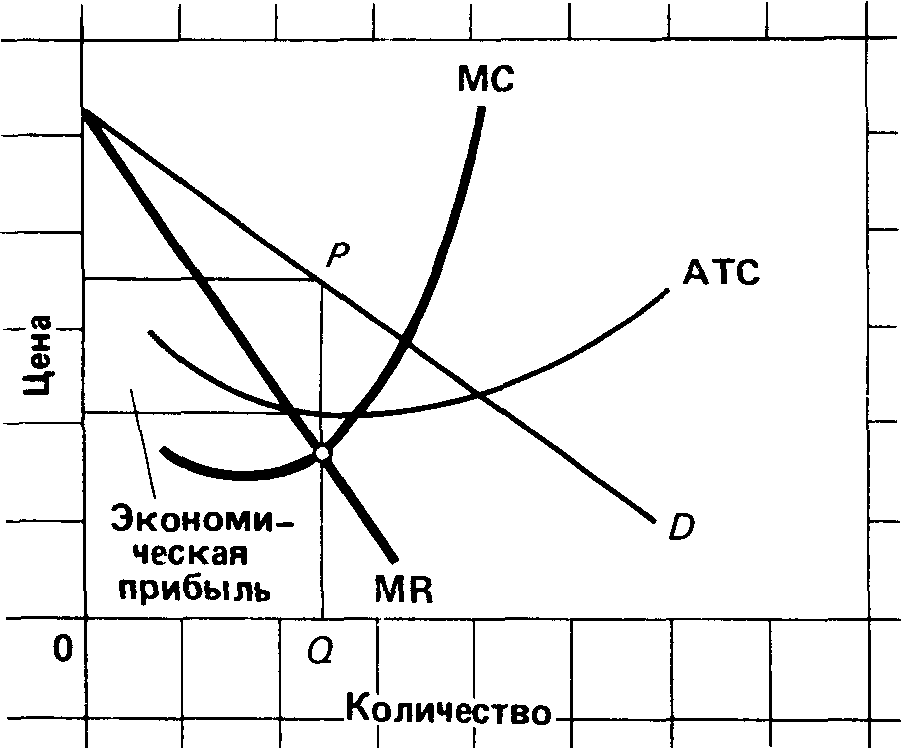 MC
P
ATC
Цена
Экономи-
ческая
прибыль
D
MR
0
Q
Количество